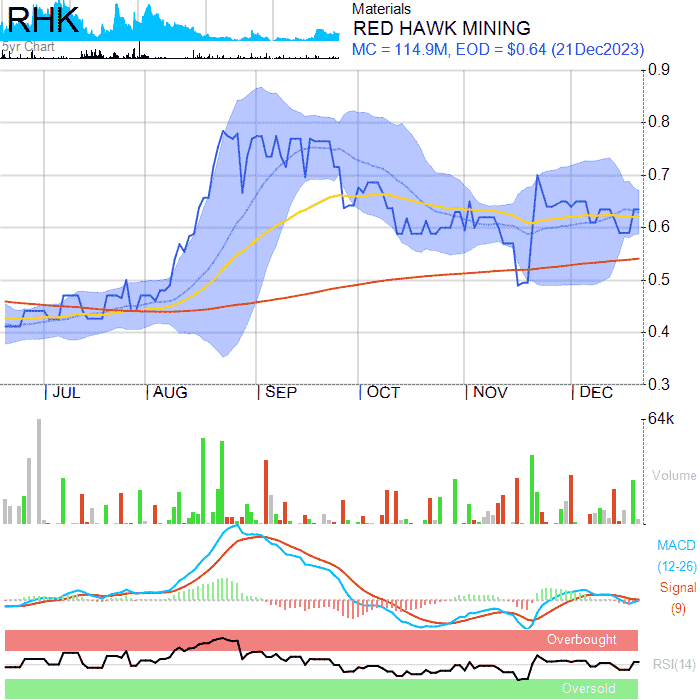 RHK
5yr Chart
Materials
RED HAWK MINING
MC = 114.9M, EOD = $0.64 (21Dec2023)
0.9
0.8
0.7
0.6
0.5
0.4
0.3
JUL AUG SEP OCT NOV DEC
64k
Volume
MACD
(12-26)
Signal
(9)
Overbought
RSI(14)
Oversold